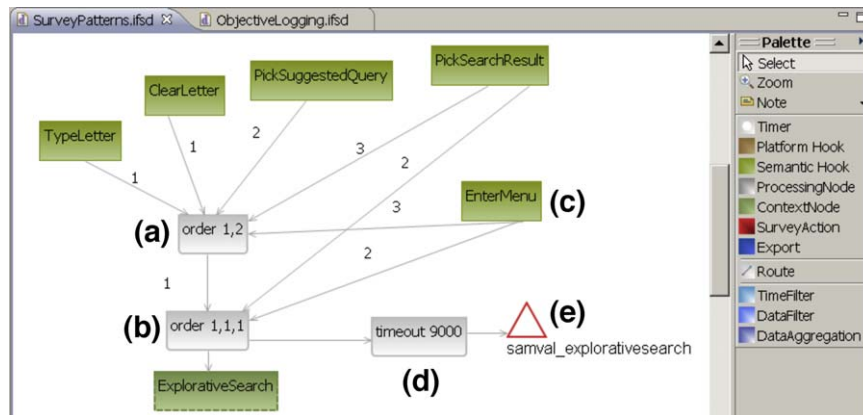 SurveyPatterns.ifsd
ObjectiveLogging.ifsd
Palette
Select
Zoom
Note
Timer
Platform Hook
Semantic Hook
ProcessingNode
ContextNode
SurveyAction
Export
Route
TimeFilter
DataFilter
DataAggregation
PickSearchResult
PickSuggestedQuery
ClearLetter
TypeLetter
1
1
2
3
2
EnterMenu
(c)
3
(a)
order 1,2
2
1
(b)
order 1,1,1
timeout 9000
(e)
samval_explorativesearch
(d)
ExplorativeSearch